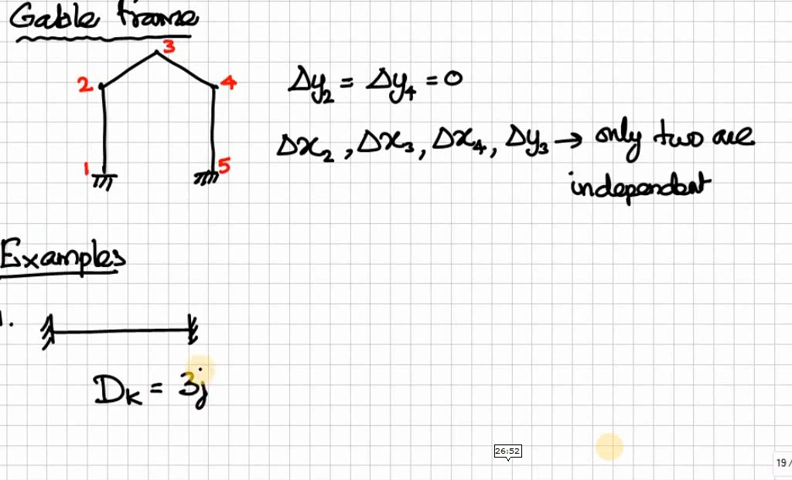 Gable frame
3
2
4
Δy₂ = Δy₄ = 0
Δx₂, Δx₃, Δx₄, Δy₃ → only two are
independent
1
5
Examples
1.
Dₖ = 3j
26:52
19/